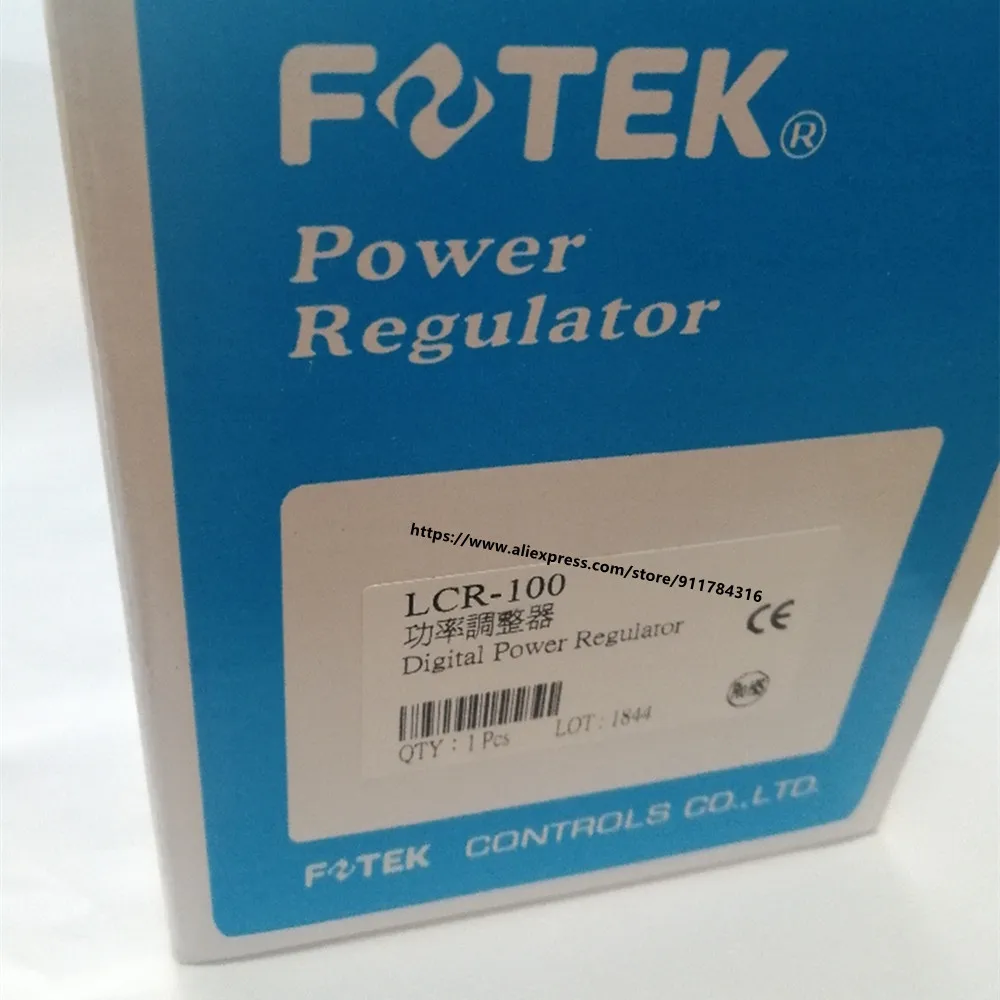 FOTEK®
Power
Regulator
https://www.aliexpress.com/store/911784316
LCR-100
功率調整器
Digital Power Regulator
CE
RoHS
QTY : 1 Pcs
LOT : 1844
FOTEK CONTROLS CO.,LTD.